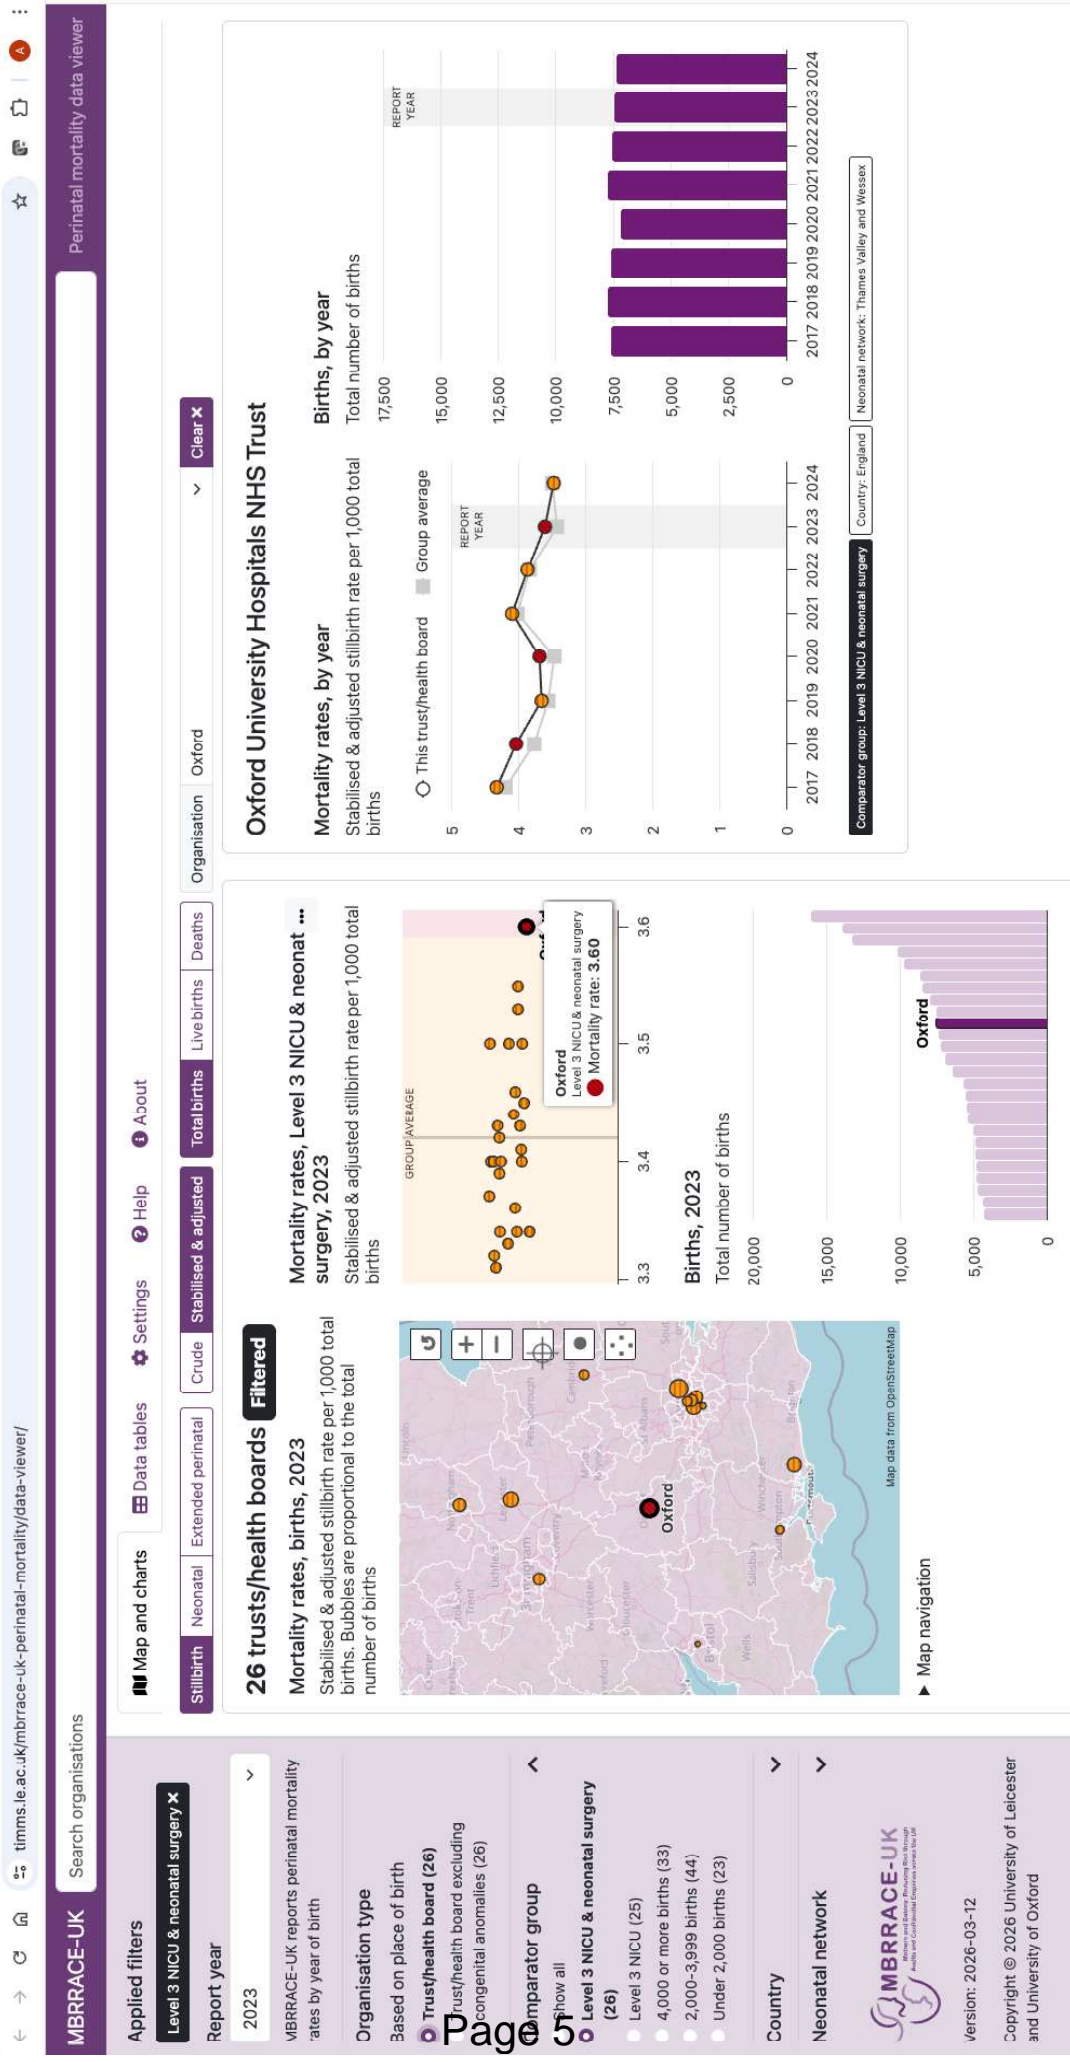 timms.le.ac.uk/mbrrace-uk-perinatal-mortality/data-viewer/
A
MBRRACE-UK
Search organisations
Perinatal mortality data viewer
Applied filters
Level 3 NICU & neonatal surgery ×
Report year
2023
MBRRACE-UK reports perinatal mortality
rates by year of birth
Organisation type
Based on place of birth
Trust/health board (26)
Trust/health board excluding
congenital anomalies (26)
Comparator group
Show all
Level 3 NICU & neonatal surgery
(26)
Level 3 NICU (25)
4,000 or more births (33)
2,000-3,999 births (44)
Under 2,000 births (23)
Country
Neonatal network
MBRRACE-UK
Version: 2026-03-12
Copyright © 2026 University of Leicester
and University of Oxford
Map and charts
Data tables
Settings
Help
About
Stillbirth
Neonatal
Extended perinatal
Crude
Stabilised & adjusted
Total births
Live births
Deaths
Organisation
Oxford
Clear ×
26 trusts/health boards Filtered
Mortality rates, births, 2023
Stabilised & adjusted stillbirth rate per 1,000 total
births. Bubbles are proportional to the total
number of births
Lincoln
Peterborough
Birmingham
Coventry
Worcester
Gloucester
Oxford
Bristol
Wells
Salisbury
Winchester
Brighton
Portsmouth
Map data from OpenStreetMap
▶ Map navigation
Mortality rates, Level 3 NICU & neonat ...
surgery, 2023
Stabilised & adjusted stillbirth rate per 1,000 total
births
GROUP AVERAGE
Oxford
Level 3 NICU & neonatal surgery
Mortality rate: 3.60
3.3 3.4 3.5 3.6
Births, 2023
Total number of births
20,000
15,000
10,000
5,000
0
Oxford
Oxford University Hospitals NHS Trust
Mortality rates, by year
Stabilised & adjusted stillbirth rate per 1,000 total
births
This trust/health board
Group average
REPORT
YEAR
5
4
3
2
1
0
2017 2018 2019 2020 2021 2022 2023 2024
Births, by year
Total number of births
17,500
15,000
12,500
10,000
7,500
5,000
2,500
0
REPORT
YEAR
2017 2018 2019 2020 2021 2022 2023 2024
Comparator group: Level 3 NICU & neonatal surgery
Country: England
Neonatal network: Thames Valley and Wessex
Page 5